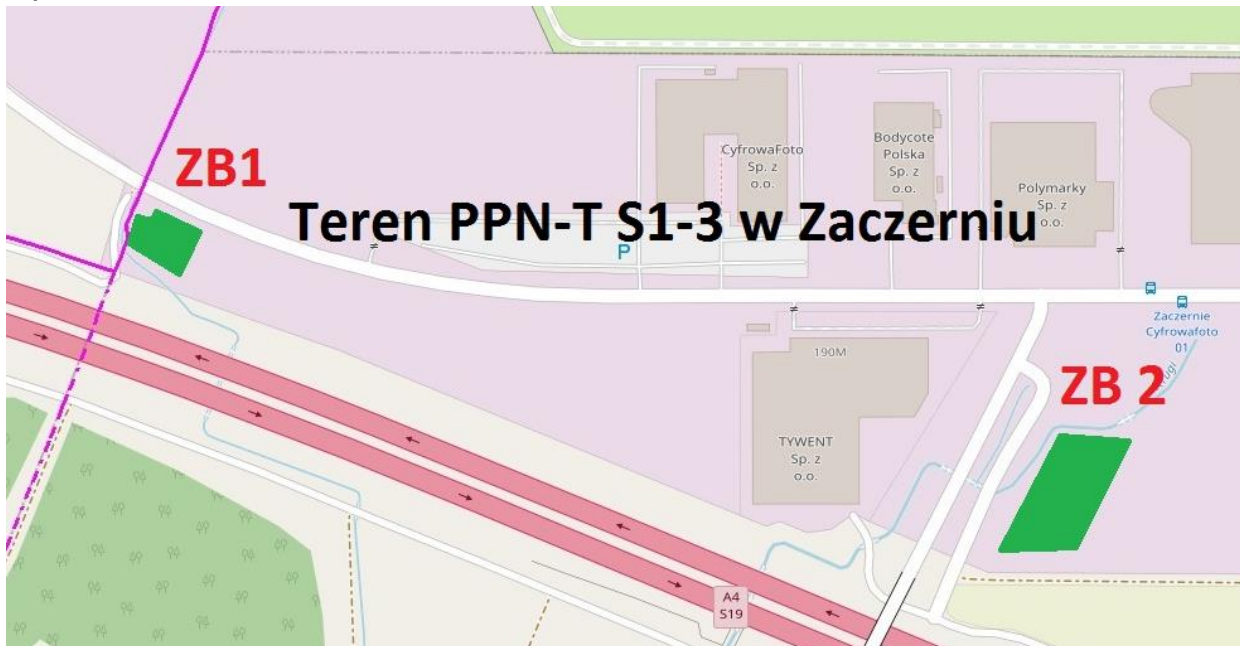 ZB1
Teren PPN-T S1-3 w Zaczerniu
CyfrowaFoto
Sp. z
o.o.
Bodycote
Polska
Sp. z
o.o.
Polymarky
Sp. z
o.o.
P
Zaczernie
Cyfrowafoto
01
190M
ZB 2
TYWENT
Sp. z
o.o.
A4
S19